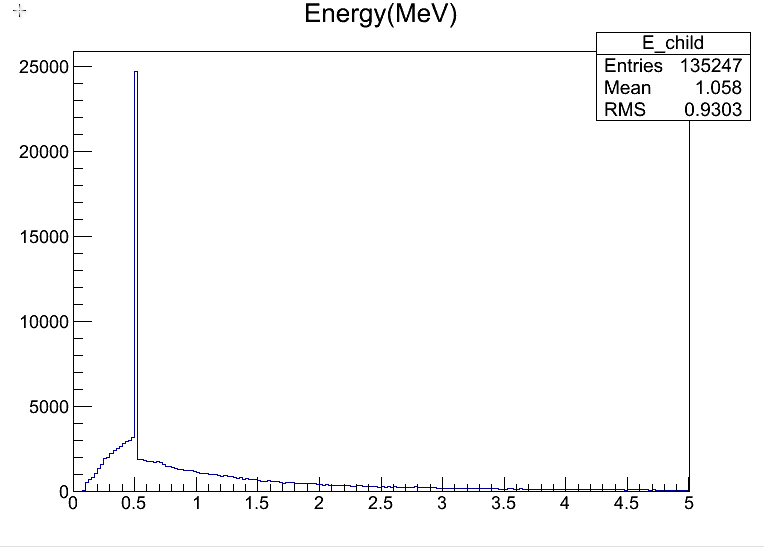 Energy(MeV)
E_child
Entries 135247
Mean 1.058
RMS 0.9303
25000
20000
15000
10000
5000
0
0 0.5 1 1.5 2 2.5 3 3.5 4 4.5 5